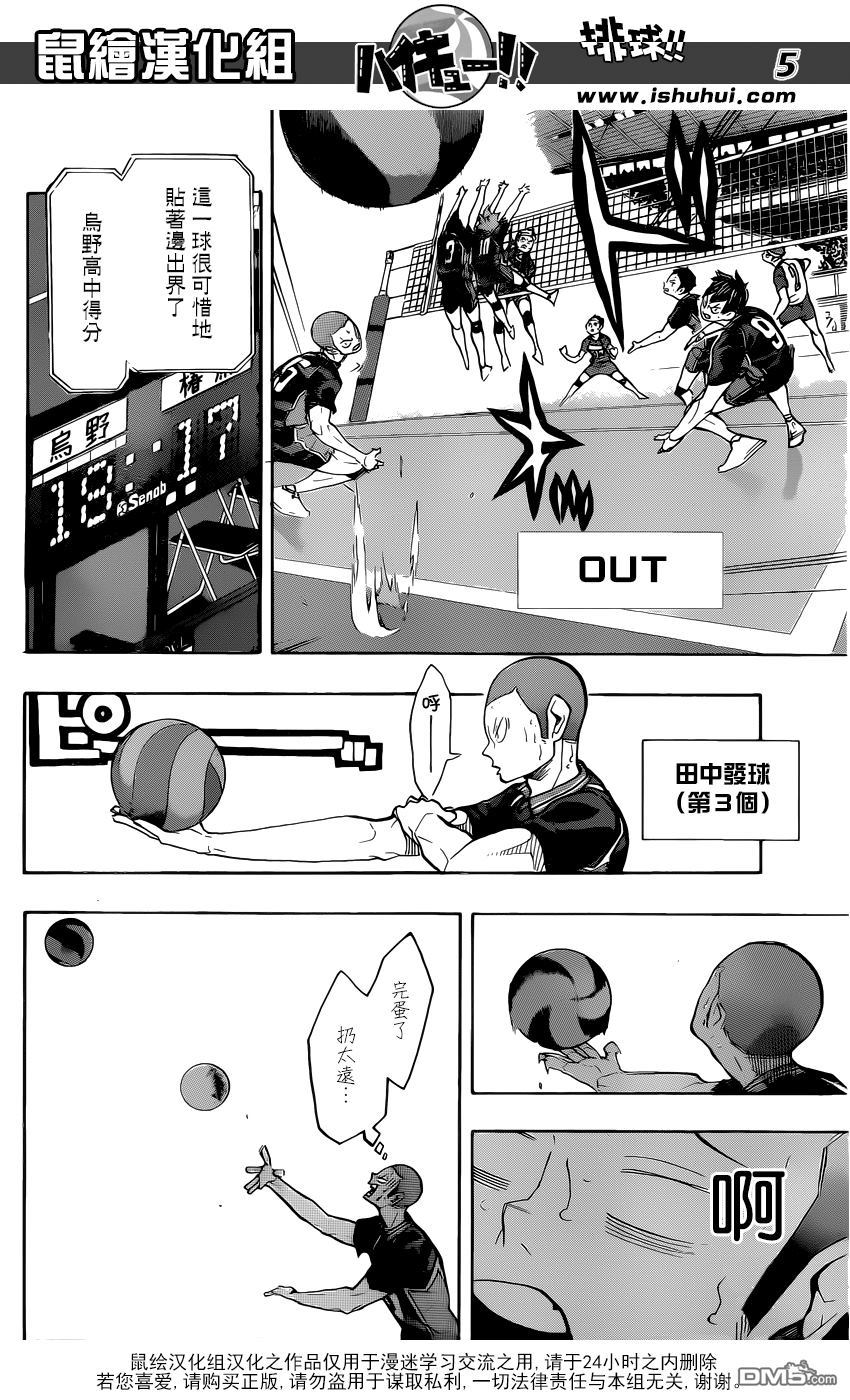 鼠繪漢化組
ハイキュー!!
排球!!
5
www.ishuhui.com
OUT
9
5
3
這一球很可惜地
貼著邊出界了
烏野高中得分
烏野
椿原
18
17
Senoh
田中發球
（第3個）
呼——
ピ
啊
完蛋了
扔太遠…
鼠绘汉化组汉化之作品仅用于漫迷学习交流之用,请于24小时之内删除
若您喜爱,请购买正版,请勿盗用于谋取私利,一切法律责任与本组无关,谢谢。
DM5.com